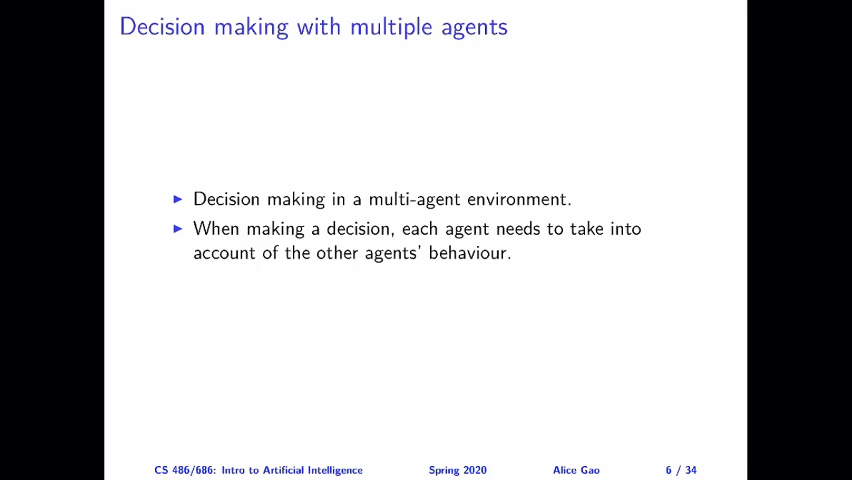 Decision making with multiple agents
▶ Decision making in a multi-agent environment.
▶ When making a decision, each agent needs to take into
account of the other agents' behaviour.
CS 486/686: Intro to Artificial Intelligence Spring 2020 Alice Gao 6 / 34